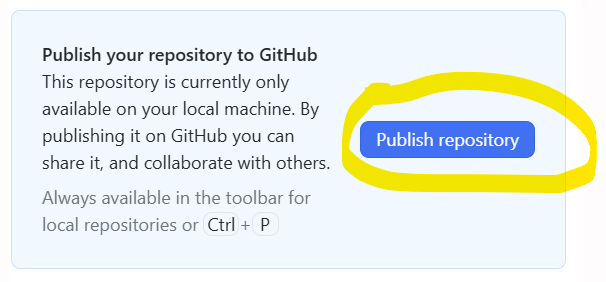 Publish your repository to GitHub
This repository is currently only
available on your local machine. By
publishing it on GitHub you can
share it, and collaborate with others.
Publish repository
Always available in the toolbar for
local repositories or Ctrl + P